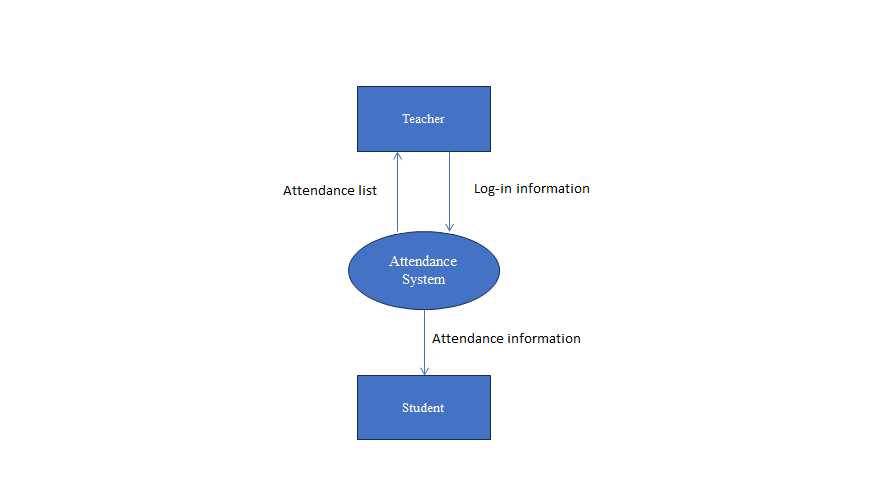 Teacher
Attendance list
Log-in information
Attendance
System
Attendance information
Student